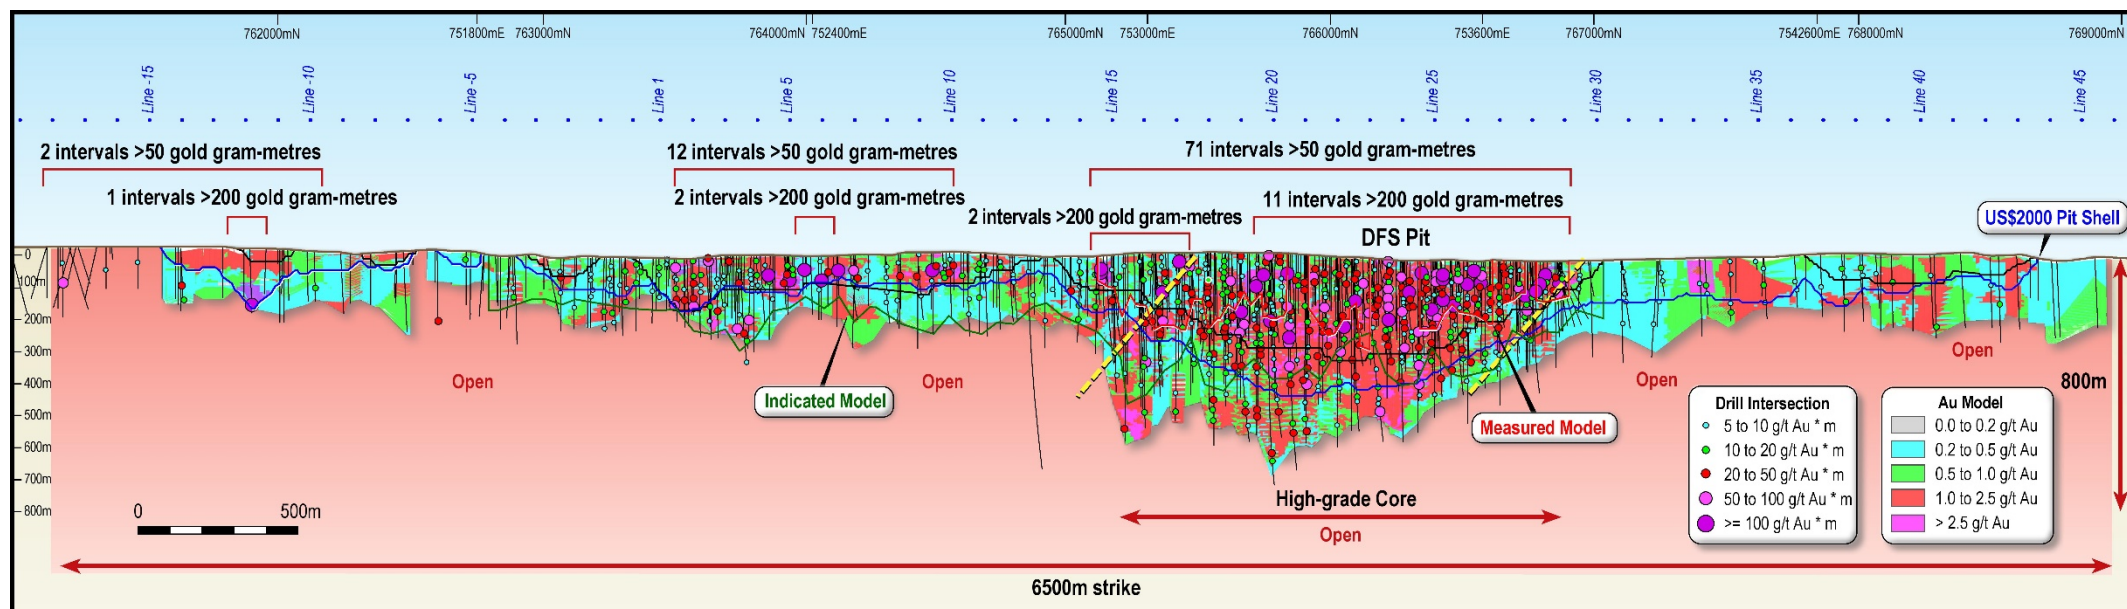 762000mN
751800mE
763000mN
764000mN
752400mE
765000mN
753000mE
766000mN
753600mE
767000mN
7542600mE
768000mN
769000mN
Line -15
Line -10
Line -5
Line 1
Line 5
Line 10
Line 15
Line 20
Line 25
Line 30
Line 35
Line 40
Line 45
2 intervals >50 gold gram-metres
12 intervals >50 gold gram-metres
71 intervals >50 gold gram-metres
1 intervals >200 gold gram-metres
2 intervals >200 gold gram-metres
2 intervals >200 gold gram-metres
11 intervals >200 gold gram-metres
DFS Pit
US$2000 Pit Shell
0
100m
200m
300m
400m
500m
600m
700m
800m
Open
Indicated Model
Open
Measured Model
Open
Open
800m
High-grade Core
Open
0
500m
6500m strike
Drill Intersection
5 to 10 g/t Au * m
10 to 20 g/t Au * m
20 to 50 g/t Au * m
50 to 100 g/t Au * m
>= 100 g/t Au * m
Au Model
0.0 to 0.2 g/t Au
0.2 to 0.5 g/t Au
0.5 to 1.0 g/t Au
1.0 to 2.5 g/t Au
> 2.5 g/t Au